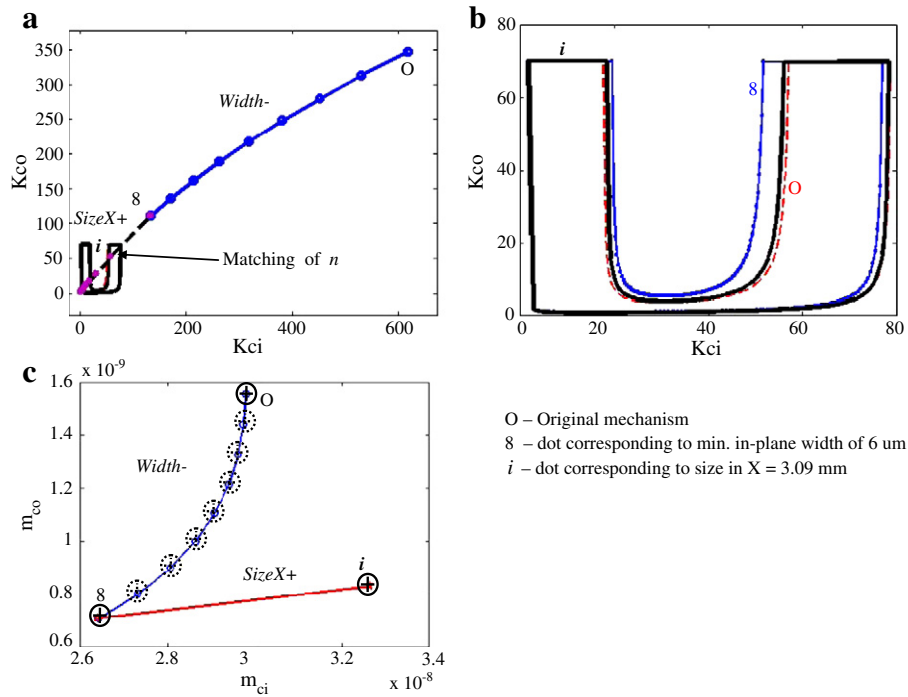 a
350
300
250
200
150
100
50
0
Kco
O
Width-
8
SizeX+
i
Matching of n
0
200
400
600
Kci
b
80
70
60
40
20
0
Kco
i
8
O
0
20
40
60
80
Kci
c
x 10⁻⁹
1.6
1.4
1.2
1
0.8
0.6
m_co
O
Width-
8
SizeX+
i
2.6
2.8
3
3.2
3.4
m_ci
x 10⁻⁸
O – Original mechanism
8 – dot corresponding to min. in-plane width of 6 um
i – dot corresponding to size in X = 3.09 mm